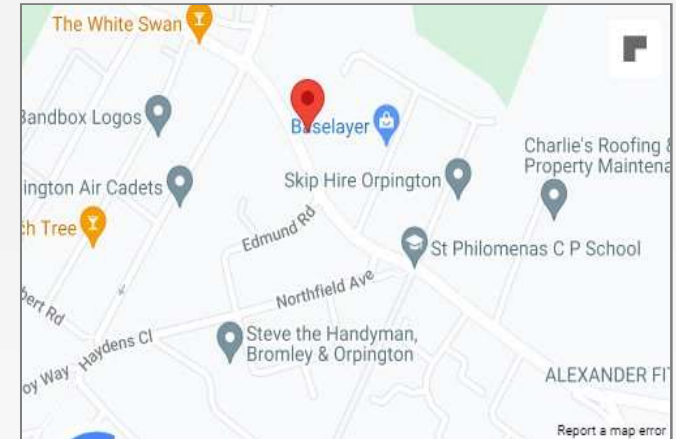 The White Swan
Bandbox Logos
Baselayer
Charlie's Roofing &
Property Maintena
ington Air Cadets
Skip Hire Orpington
ch Tree
Edmund Rd
St Philomenas C P School
Northfield Ave
bert Rd
Haydens Cl
Steve the Handyman,
Bromley & Orpington
oy Way
ALEXANDER FIT
Report a map error